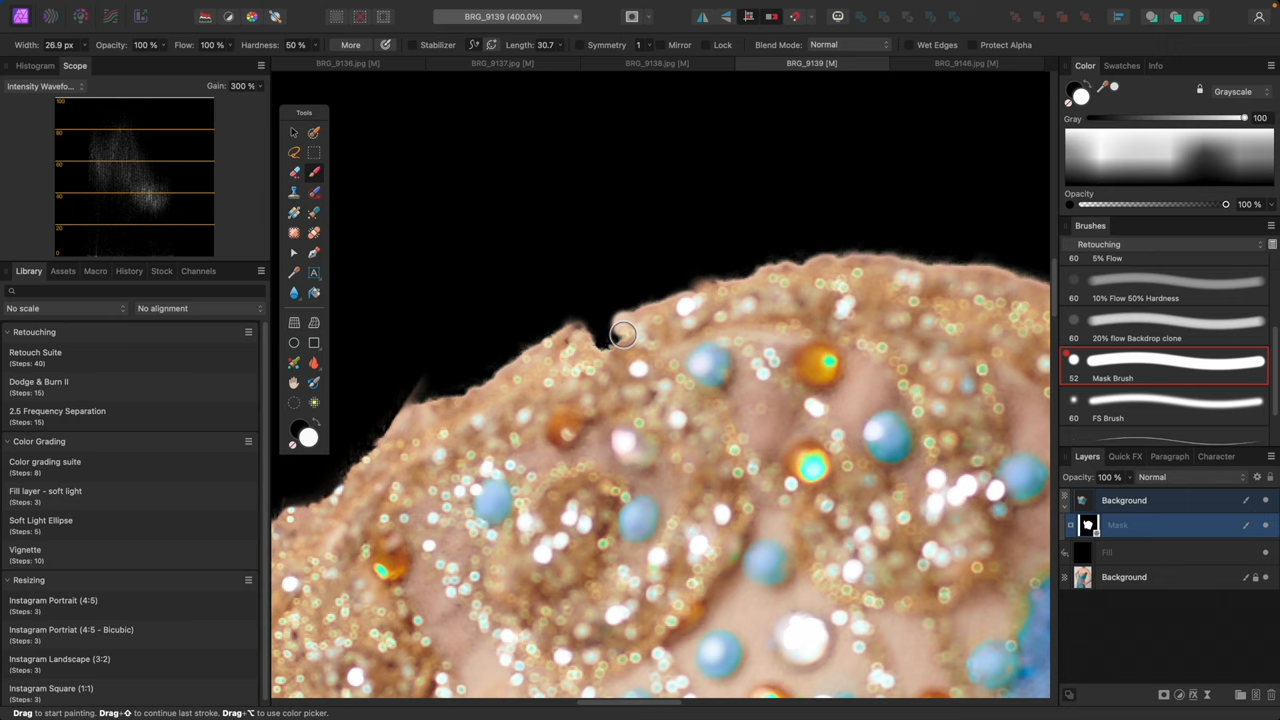 BRG_9139 (400.0%)
Width: 26.9 px Opacity: 100 % Flow: 100 % Hardness: 50 % More Stabilizer Length: 30.7 Symmetry 1 Mirror Lock Blend Mode: Normal Wet Edges Protect Alpha
Histogram Scope
Intensity Wavefo... Gain: 300 %
100
80
60
40
20
0
Library Assets Macro History Stock Channels
No scale No alignment
Retouching
Retouch Suite
(Steps: 40)
Dodge & Burn II
(Steps: 15)
2.5 Frequency Separation
(Steps: 15)
Color Grading
Color grading suite
(Steps: 8)
Fill layer - soft light
(Steps: 3)
Soft Light Ellipse
(Steps: 5)
Vignette
(Steps: 10)
Resizing
Instagram Portrait (4:5)
(Steps: 3)
Instagram Portriat (4:5 - Bicubic)
(Steps: 3)
Instagram Landscape (3:2)
(Steps: 3)
Instagram Square (1:1)
(Steps: 3)
BRG_9136.jpg [M] BRG_9137.jpg [M] BRG_9138.jpg [M] BRG_9139 [M] BRG_9146.jpg [M]
Tools
A
Color Swatches Info
Grayscale
Gray 100
Opacity
100 %
Brushes
Retouching
60 5% Flow
60 10% Flow 50% Hardness
60 20% flow Backdrop clone
52 Mask Brush
60 FS Brush
Layers Quick FX Paragraph Character
Opacity: 100 % Normal
Background
Mask
Fill
Background
Drag to start painting. Drag+⇧ to continue last stroke. Drag+⌥ to use color picker.